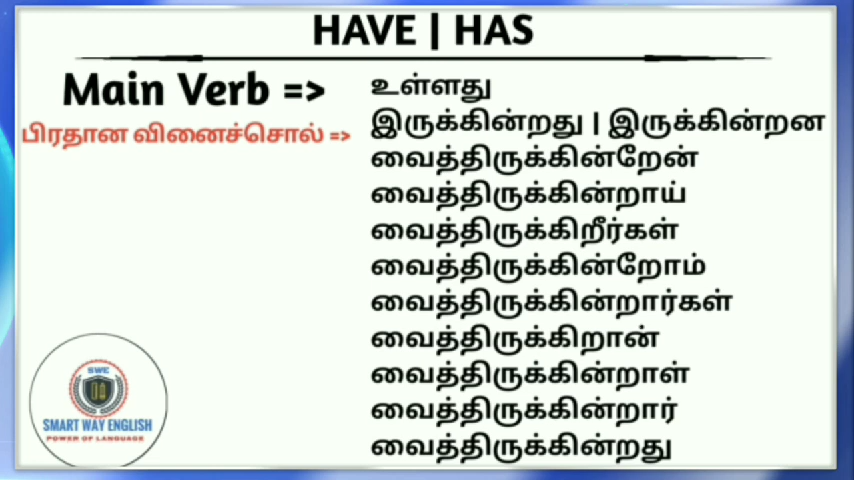 HAVE | HAS
Main Verb =>
பிரதான வினைச்சொல் =>
உள்ளது
இருக்கின்றது | இருக்கின்றன
வைத்திருக்கின்றேன்
வைத்திருக்கின்றாய்
வைத்திருக்கிறீர்கள்
வைத்திருக்கின்றோம்
வைத்திருக்கின்றார்கள்
வைத்திருக்கிறான்
வைத்திருக்கின்றாள்
வைத்திருக்கின்றார்
வைத்திருக்கின்றது
SWE
SMART WAY ENGLISH
POWER OF LANGUAGE